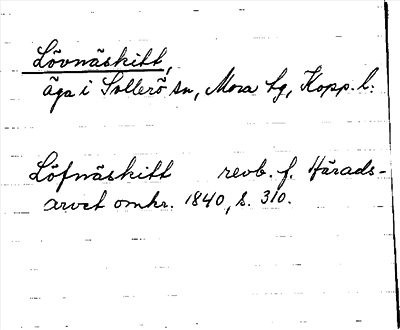 Lövnäskitt,
äga i Sollerö sn, Mora tg, Kopp. l:
Löfnäskitt revb. f. Härads-
arvet omkr. 1840, s. 310.